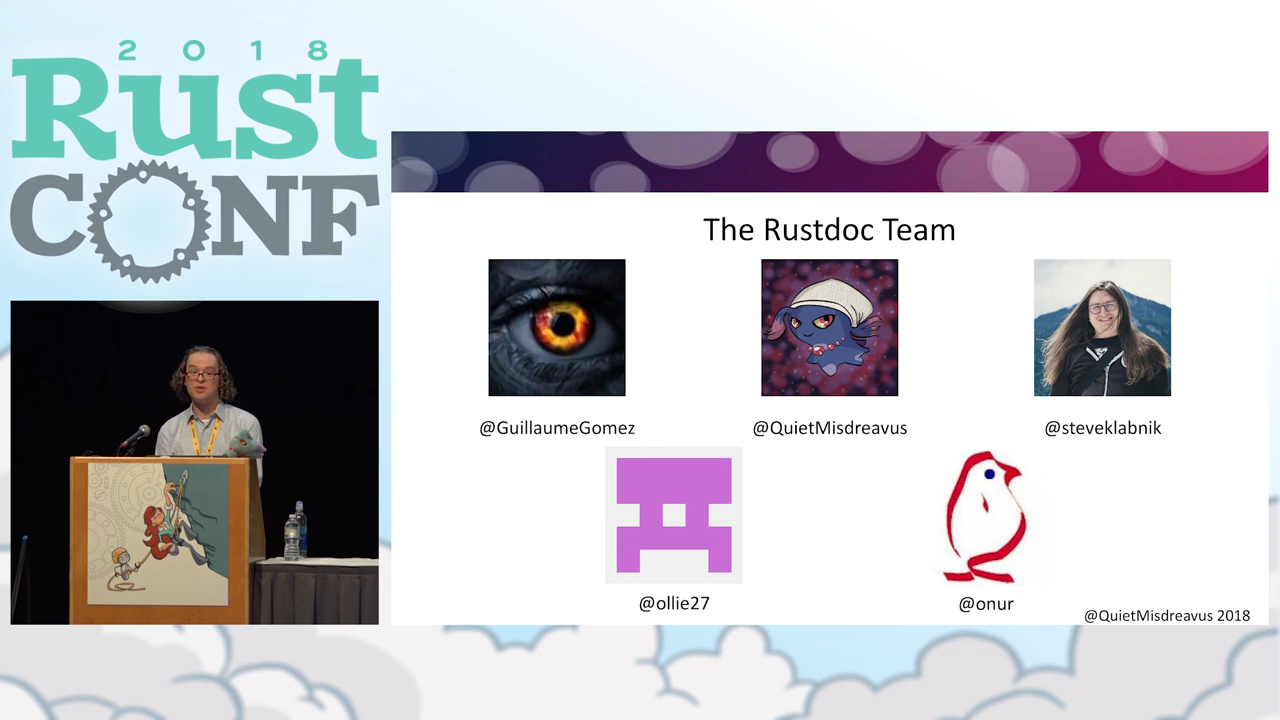 2018
Rust
CONF
The Rustdoc Team
@GuillaumeGomez
@QuietMisdreavus
@steveklabnik
@ollie27
@onur
@QuietMisdreavus 2018